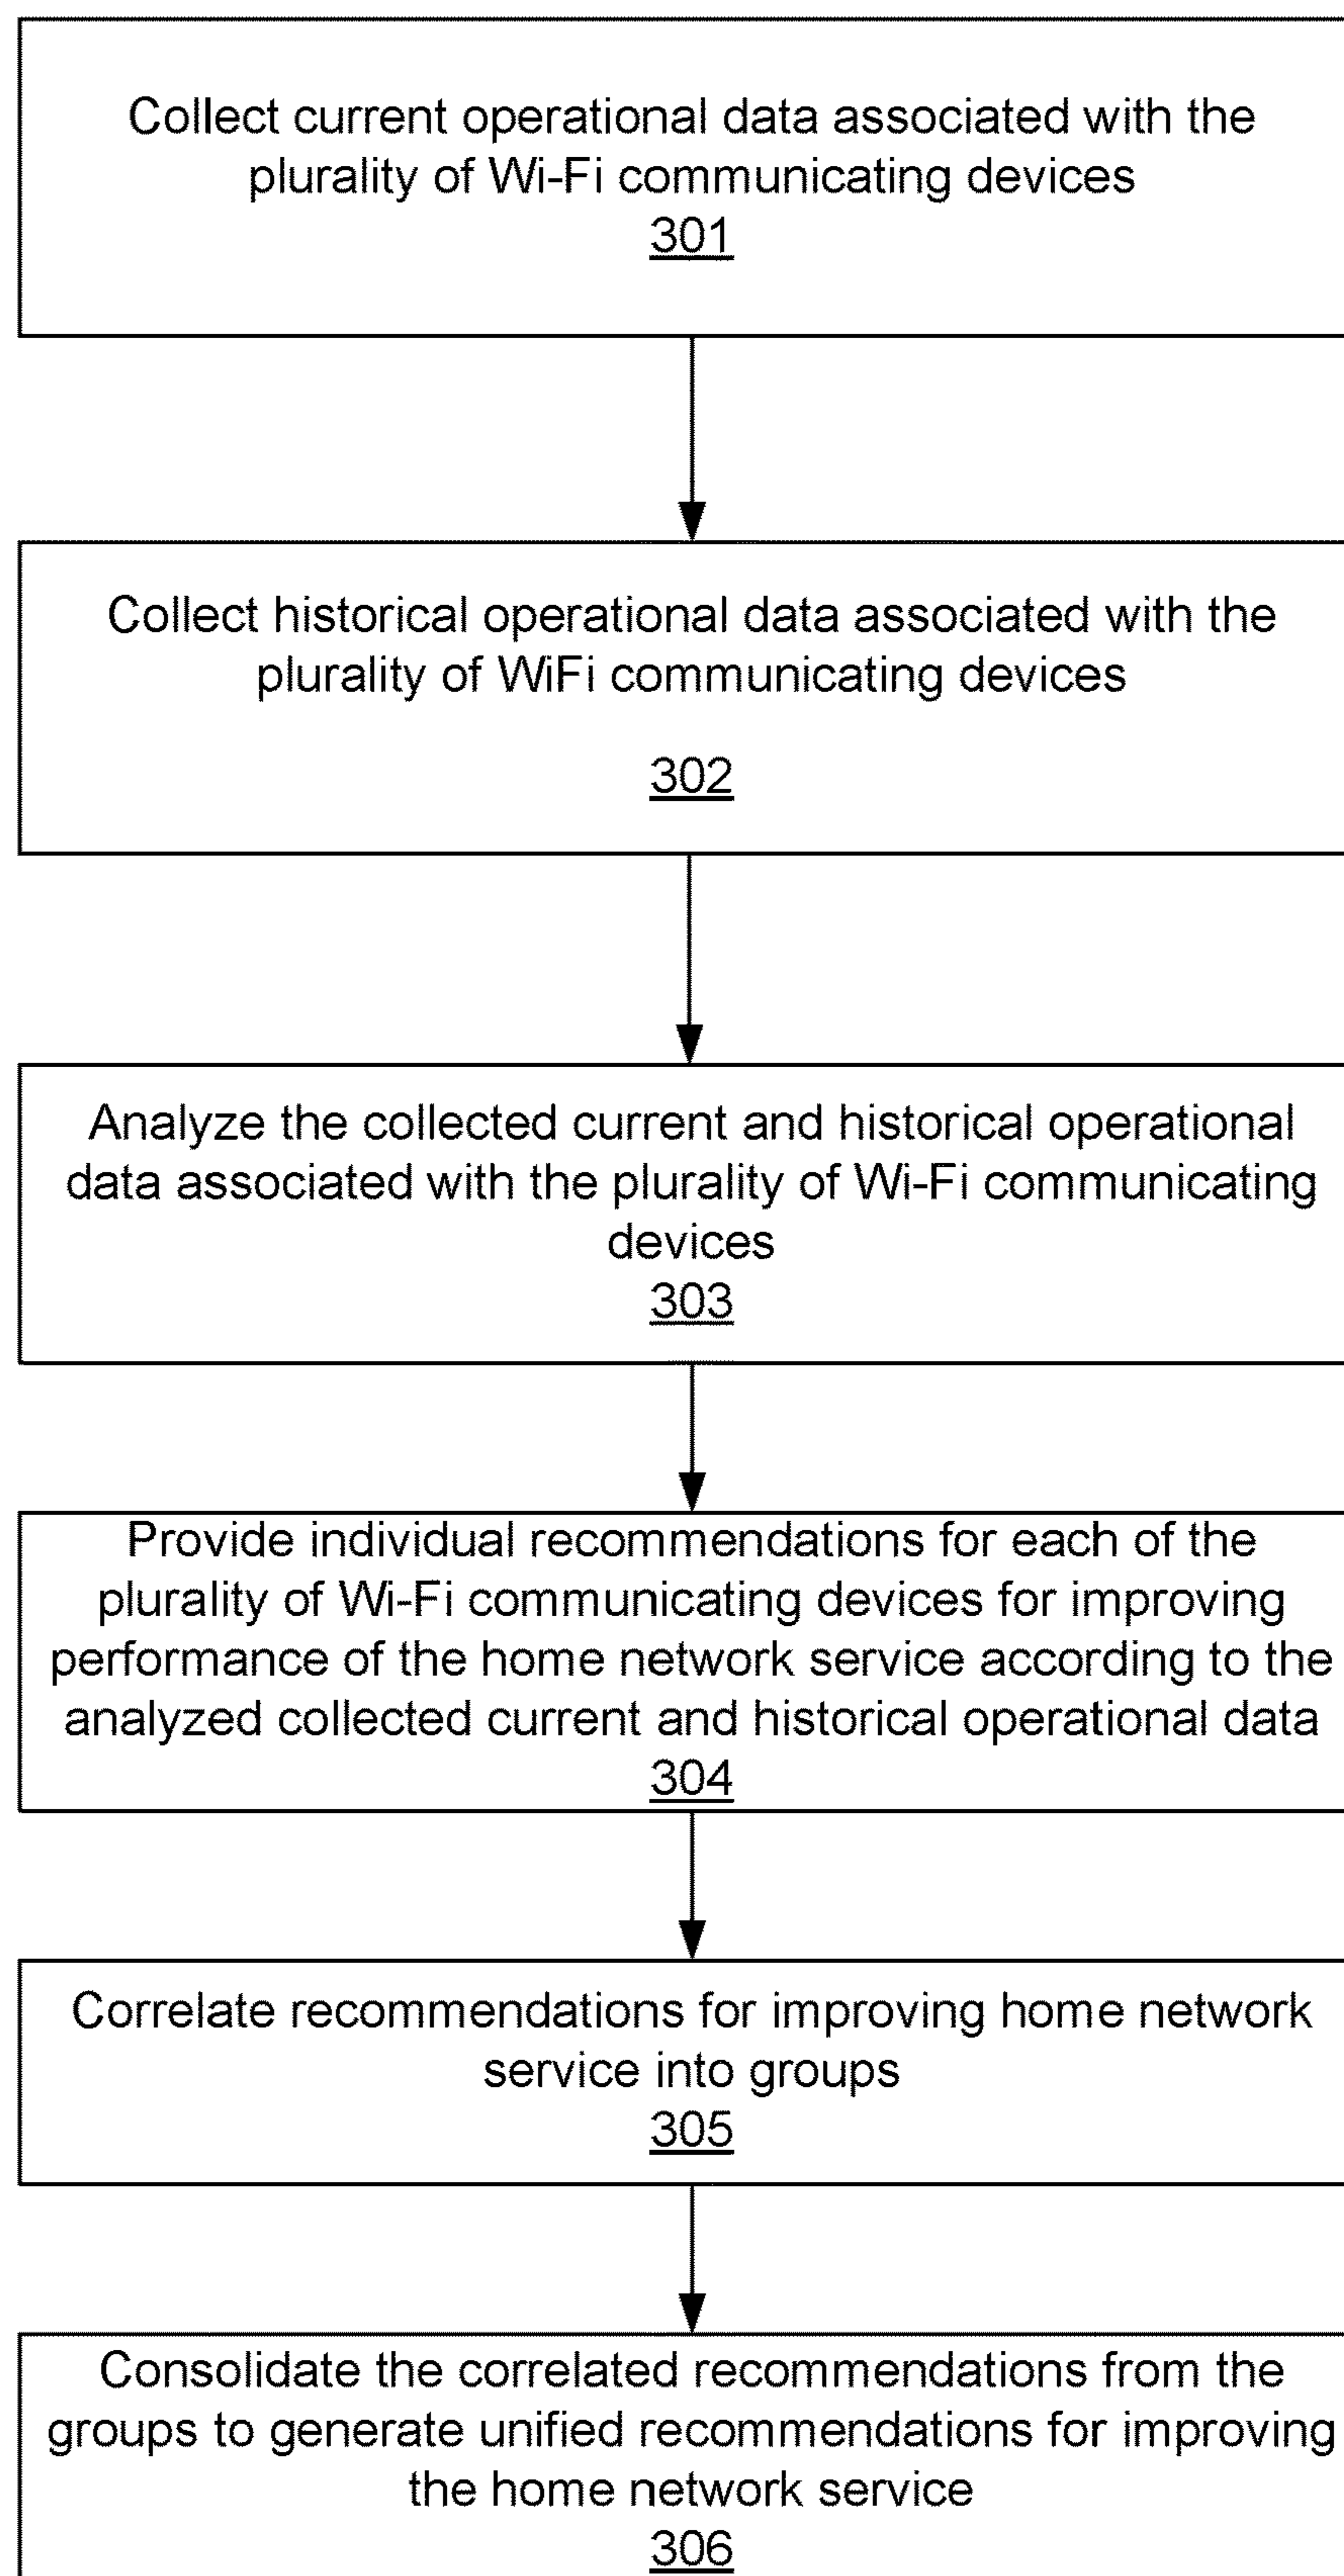 Collect current operational data associated with the
plurality of Wi-Fi communicating devices
301
Collect historical operational data associated with the
plurality of WiFi communicating devices
302
Analyze the collected current and historical operational
data associated with the plurality of Wi-Fi communicating
devices
303
Provide individual recommendations for each of the
plurality of Wi-Fi communicating devices for improving
performance of the home network service according to the
analyzed collected current and historical operational data
304
Correlate recommendations for improving home network
service into groups
305
Consolidate the correlated recommendations from the
groups to generate unified recommendations for improving
the home network service
306